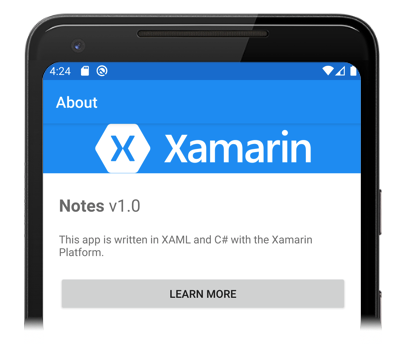 4:24
About
Xamarin
Notes v1.0
This app is written in XAML and C# with the Xamarin
Platform.
LEARN MORE